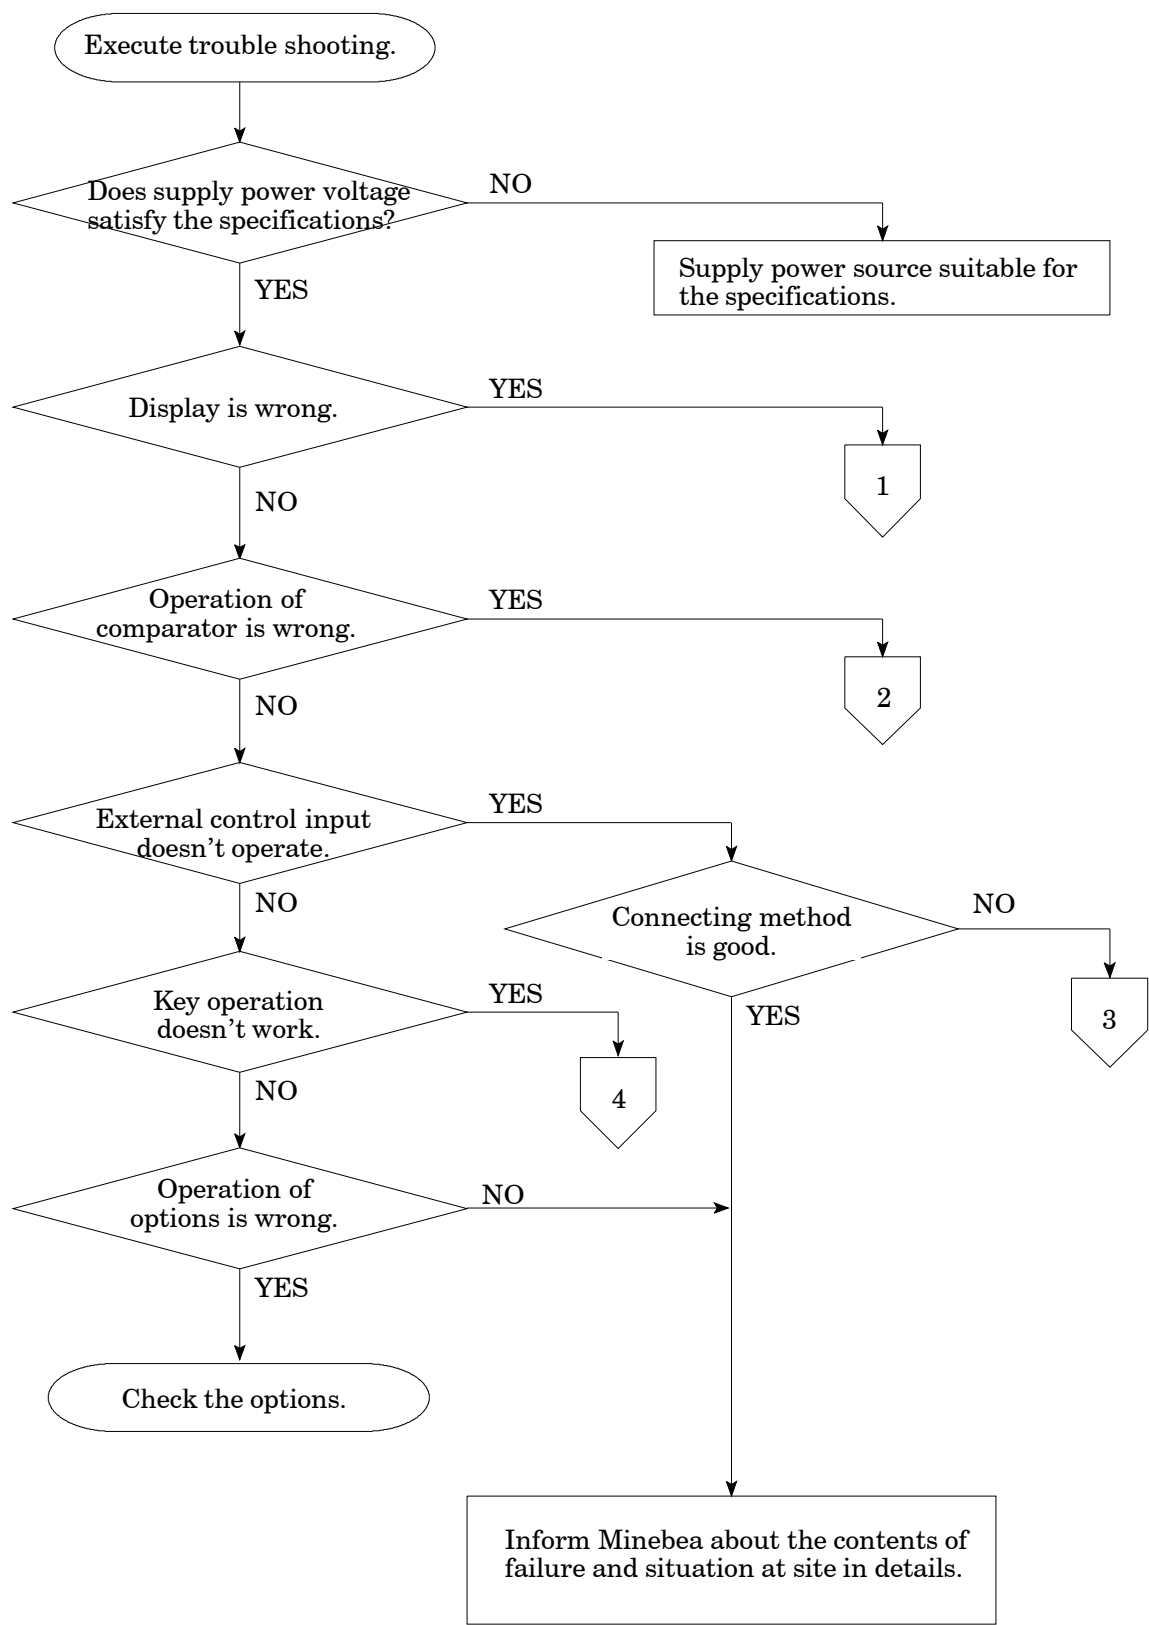 Execute trouble shooting.
Does supply power voltage
satisfy the specifications?
NO
Supply power source suitable for
the specifications.
YES
Display is wrong.
YES
1
NO
Operation of
comparator is wrong.
YES
2
NO
External control input
doesn't operate.
YES
Connecting method
is good.
NO
3
YES
NO
Key operation
doesn't work.
YES
4
NO
Operation of
options is wrong.
NO
YES
Check the options.
Inform Minebea about the contents of
failure and situation at site in details.